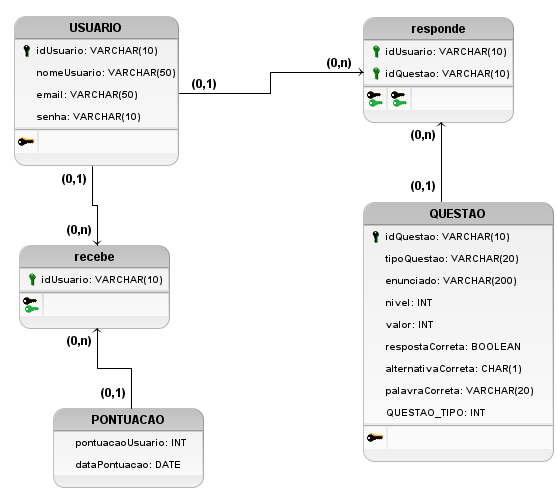 USUARIO
idUsuario: VARCHAR(10)
nomeUsuario: VARCHAR(50)
email: VARCHAR(50)
senha: VARCHAR(10)
(0,1)
(0,n)
responde
idUsuario: VARCHAR(10)
idQuestao: VARCHAR(10)
(0,n)
(0,1)
(0,1)
(0,n)
recebe
idUsuario: VARCHAR(10)
(0,n)
(0,1)
PONTUACAO
pontuacaoUsuario: INT
dataPontuacao: DATE
QUESTAO
idQuestao: VARCHAR(10)
tipoQuestao: VARCHAR(20)
enunciado: VARCHAR(200)
nivel: INT
valor: INT
respostaCorreta: BOOLEAN
alternativaCorreta: CHAR(1)
palavraCorreta: VARCHAR(20)
QUESTAO_TIPO: INT